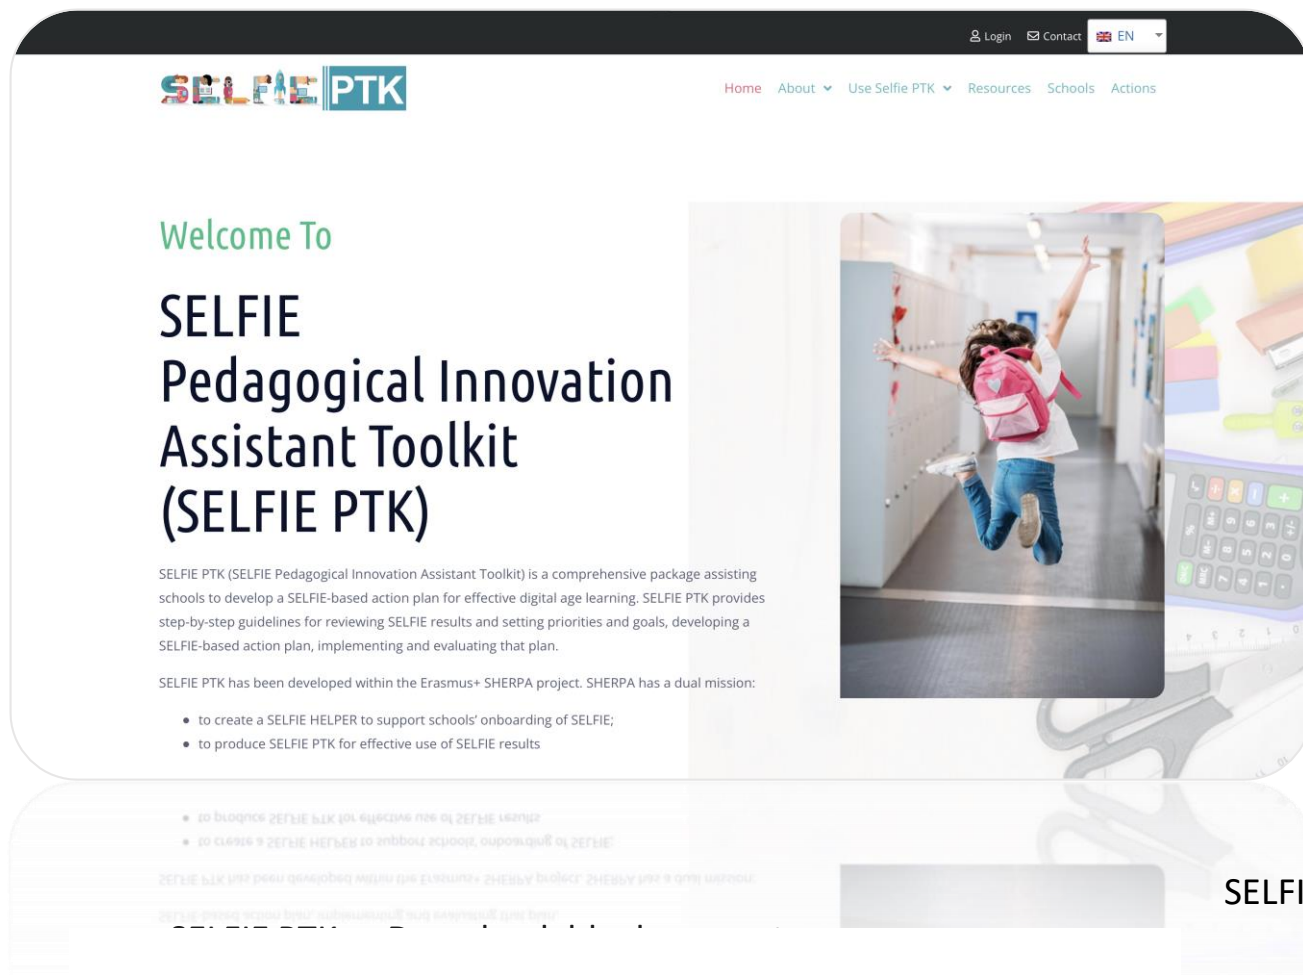 Login Contact EN
SELFIE PTK
Home About Use Selfie PTK Resources Schools Actions
Welcome To
SELFIE
Pedagogical Innovation
Assistant Toolkit
(SELFIE PTK)
SELFIE PTK (SELFIE Pedagogical Innovation Assistant Toolkit) is a comprehensive package assisting
schools to develop a SELFIE-based action plan for effective digital age learning. SELFIE PTK provides
step-by-step guidelines for reviewing SELFIE results and setting priorities and goals, developing a
SELFIE-based action plan, implementing and evaluating that plan.
SELFIE PTK has been developed within the Erasmus+ SHERPA project. SHERPA has a dual mission:
• to create a SELFIE HELPER to support schools' onboarding of SELFIE;
• to produce SELFIE PTK for effective use of SELFIE results
SELFI